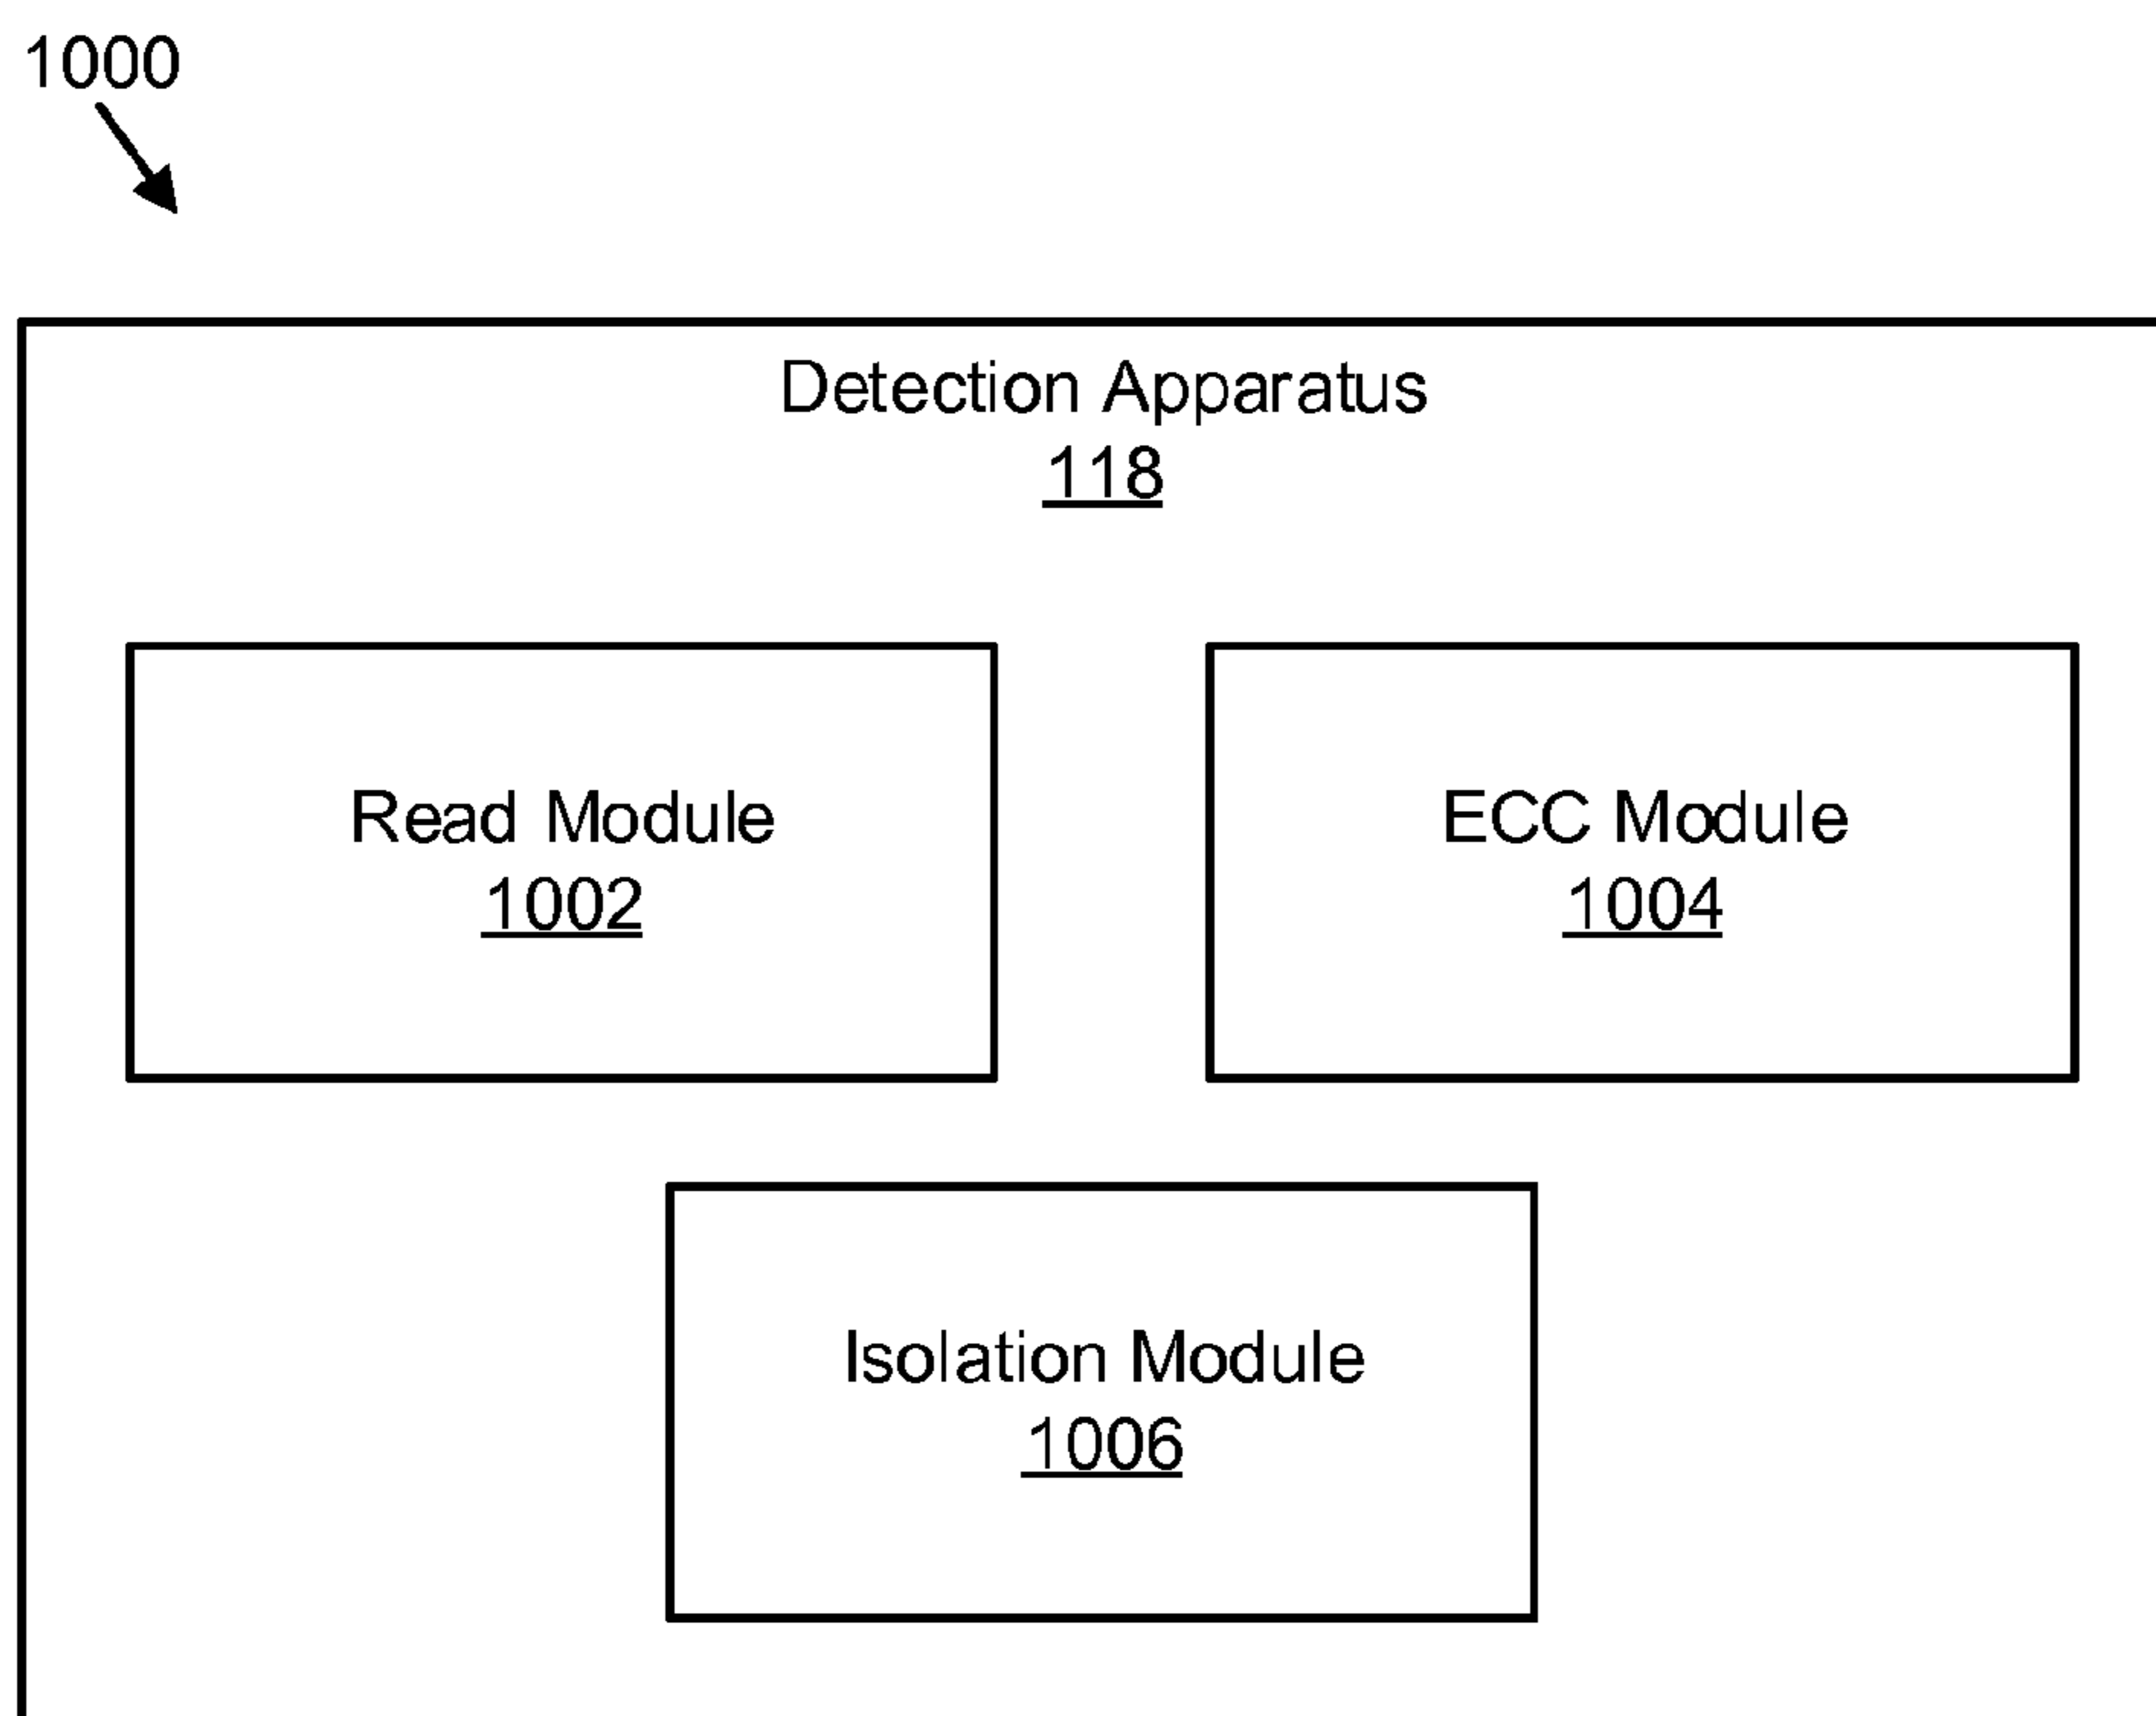 1000
Detection Apparatus
118
Read Module
1002
ECC Module
1004
Isolation Module
1006